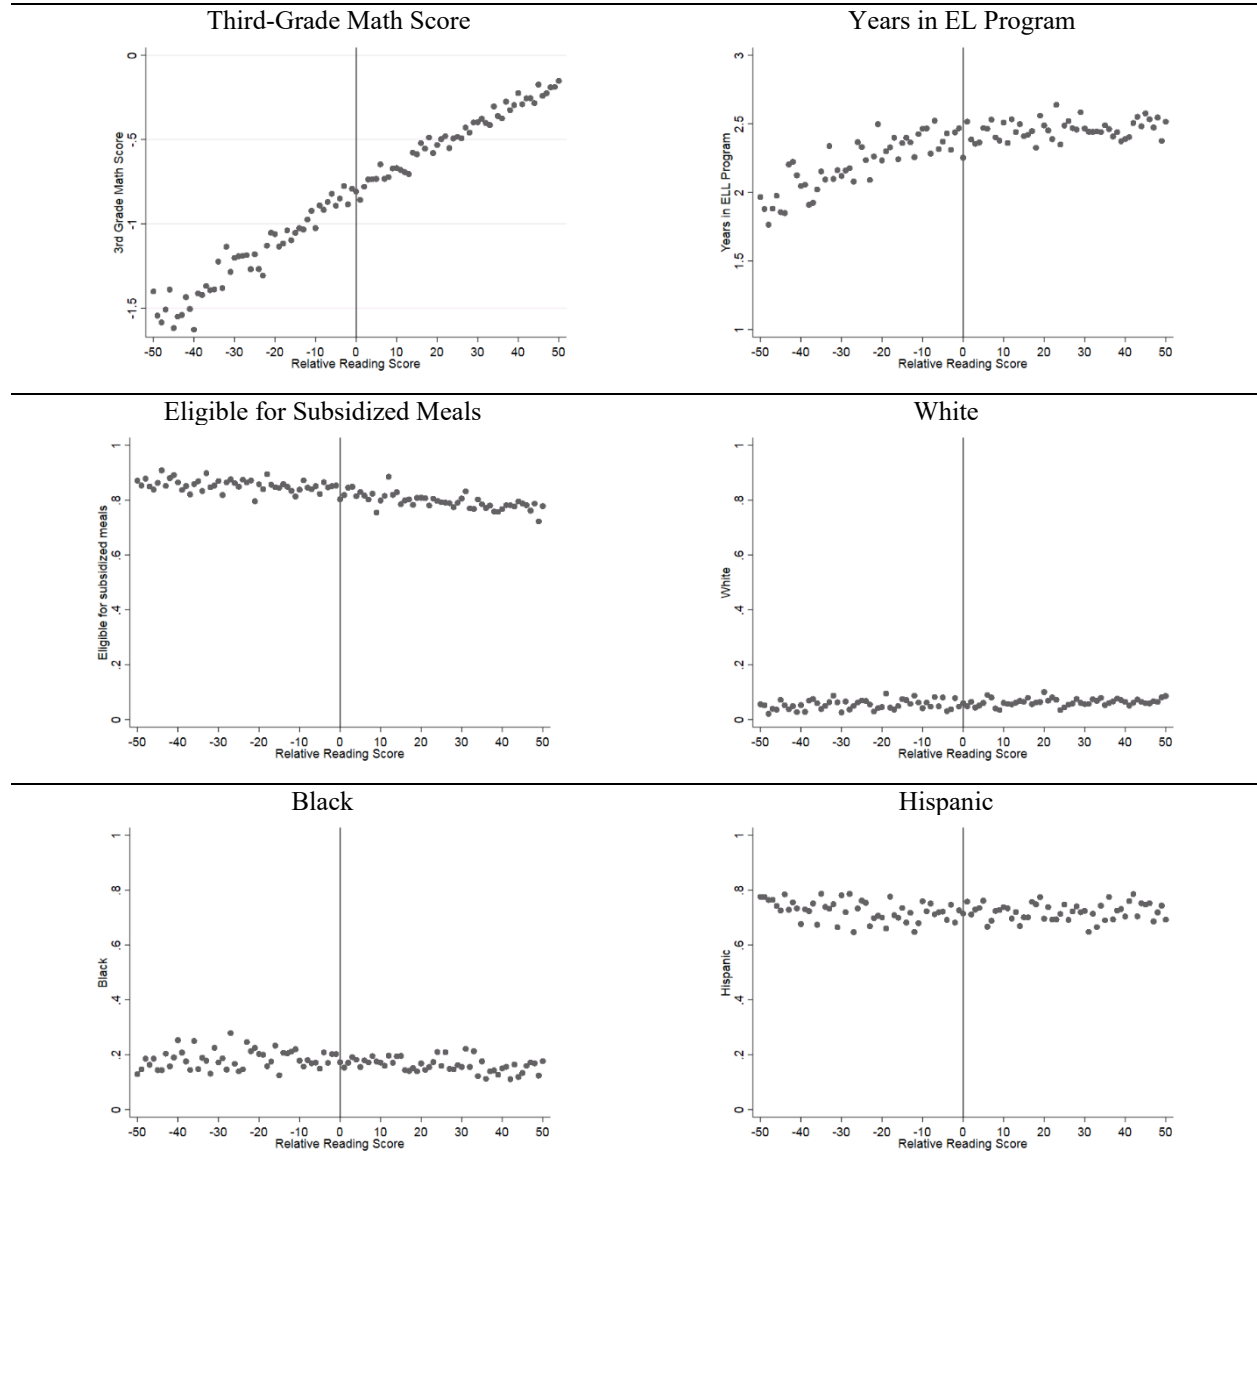 Third-Grade Math Score
0
-.5
-1
-1.5
3rd Grade Math Score
-50 -40 -30 -20 -10 0 10 20 30 40 50
Relative Reading Score
Years in EL Program
3
2.5
2
1.5
1
Years in ELL Program
-50 -40 -30 -20 -10 0 10 20 30 40 50
Relative Reading Score
Eligible for Subsidized Meals
1
.8
.6
.4
.2
0
Eligible for subsidized meals
-50 -40 -30 -20 -10 0 10 20 30 40 50
Relative Reading Score
White
1
.8
.6
.4
.2
0
White
-50 -40 -30 -20 -10 0 10 20 30 40 50
Relative Reading Score
Black
1
.8
.6
.4
.2
0
Black
-50 -40 -30 -20 -10 0 10 20 30 40 50
Relative Reading Score
Hispanic
1
.8
.6
.4
.2
0
Hispanic
-50 -40 -30 -20 -10 0 10 20 30 40 50
Relative Reading Score